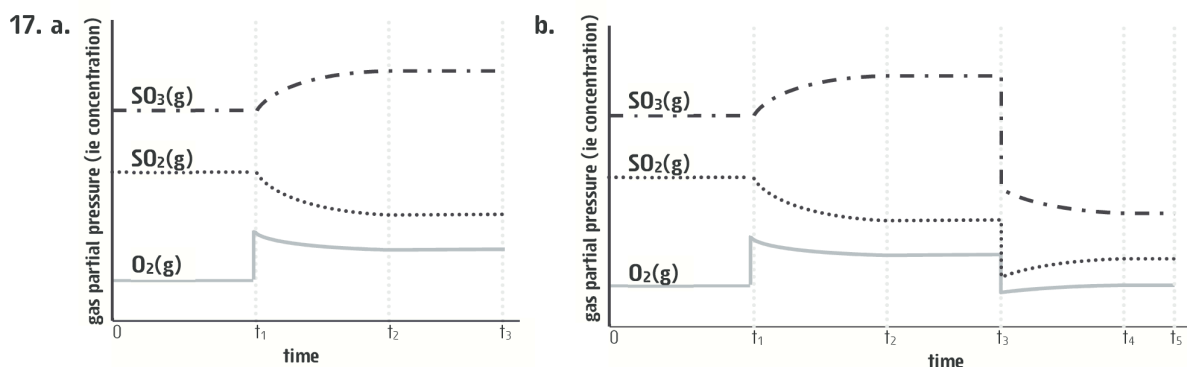 17. a.
gas partial pressure (ie concentration)
SO₃(g)
SO₂(g)
O₂(g)
0
t₁
t₂
t₃
time
b.
gas partial pressure (ie concentration)
SO₃(g)
SO₂(g)
O₂(g)
0
t₁
t₂
t₃
t₄
t₅
time